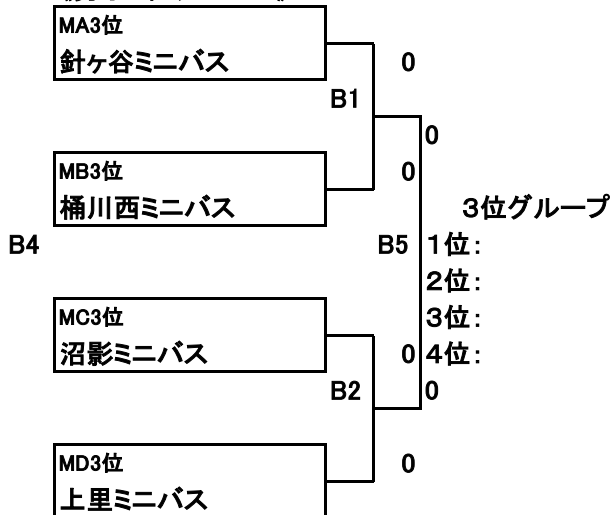 MA3位
針ヶ谷ミニバス
0
B1
0
MB3位
0
桶川西ミニバス
3位グループ
B4
B5
1位:
2位:
MC3位
3位:
沼影ミニバス
0
4位:
B2
0
MD3位
0
上里ミニバス